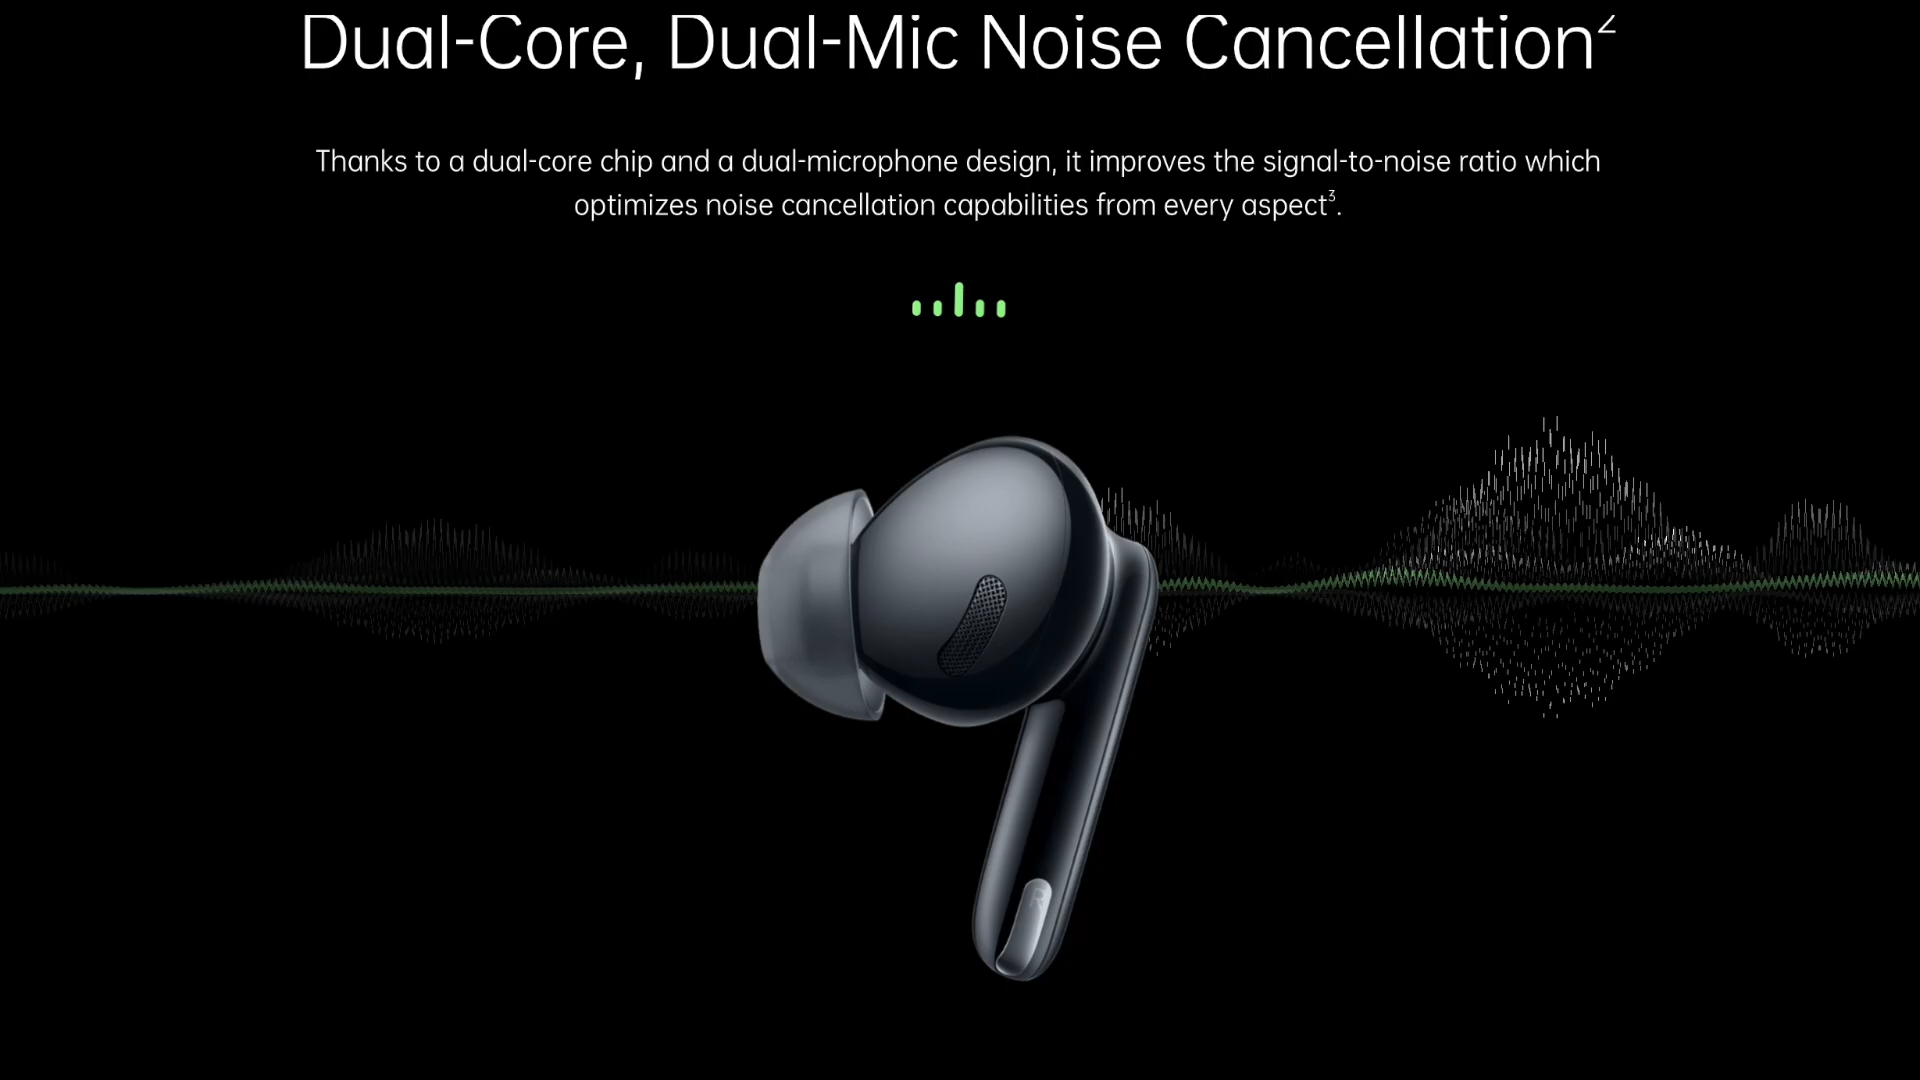 Dual-Core, Dual-Mic Noise Cancellation²
Thanks to a dual-core chip and a dual-microphone design, it improves the signal-to-noise ratio which
optimizes noise cancellation capabilities from every aspect³.
R